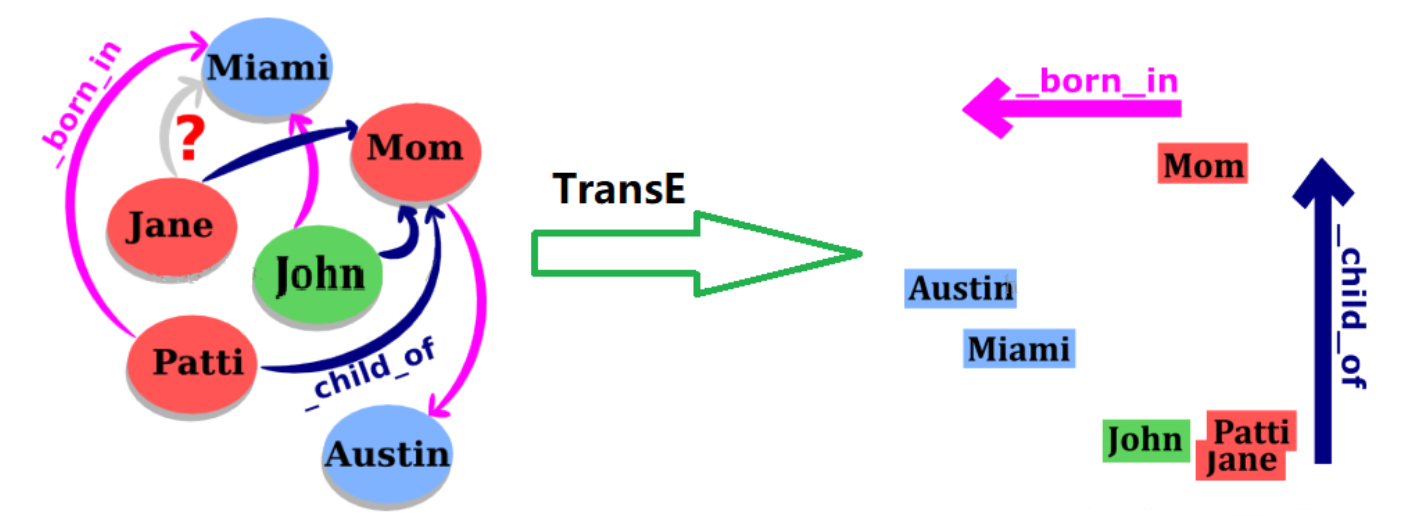 Miami
_born_in
?
Mom
Jane
John
Patti
_child_of
Austin
TransE
_born_in
Mom
_child_of
Austin
Miami
John
Patti
Jane